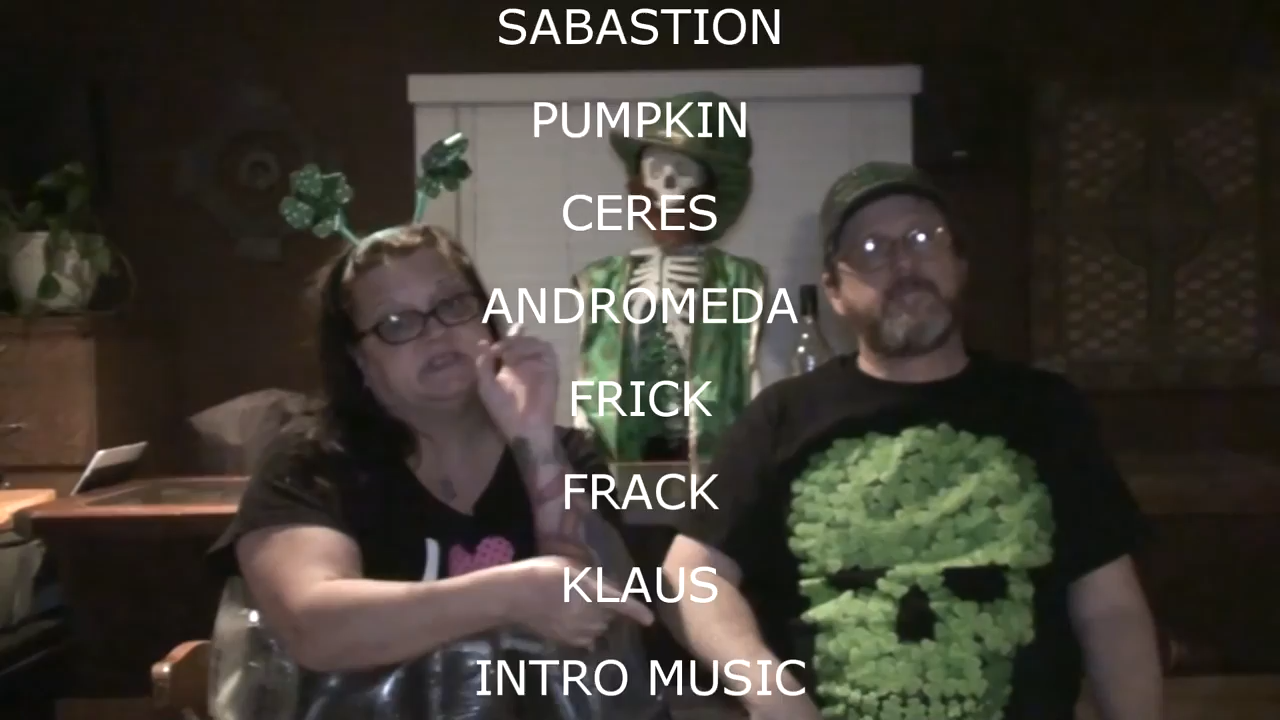 SABASTION
PUMPKIN
CERES
ANDROMEDA
FRICK
FRACK
KLAUS
INTRO MUSIC